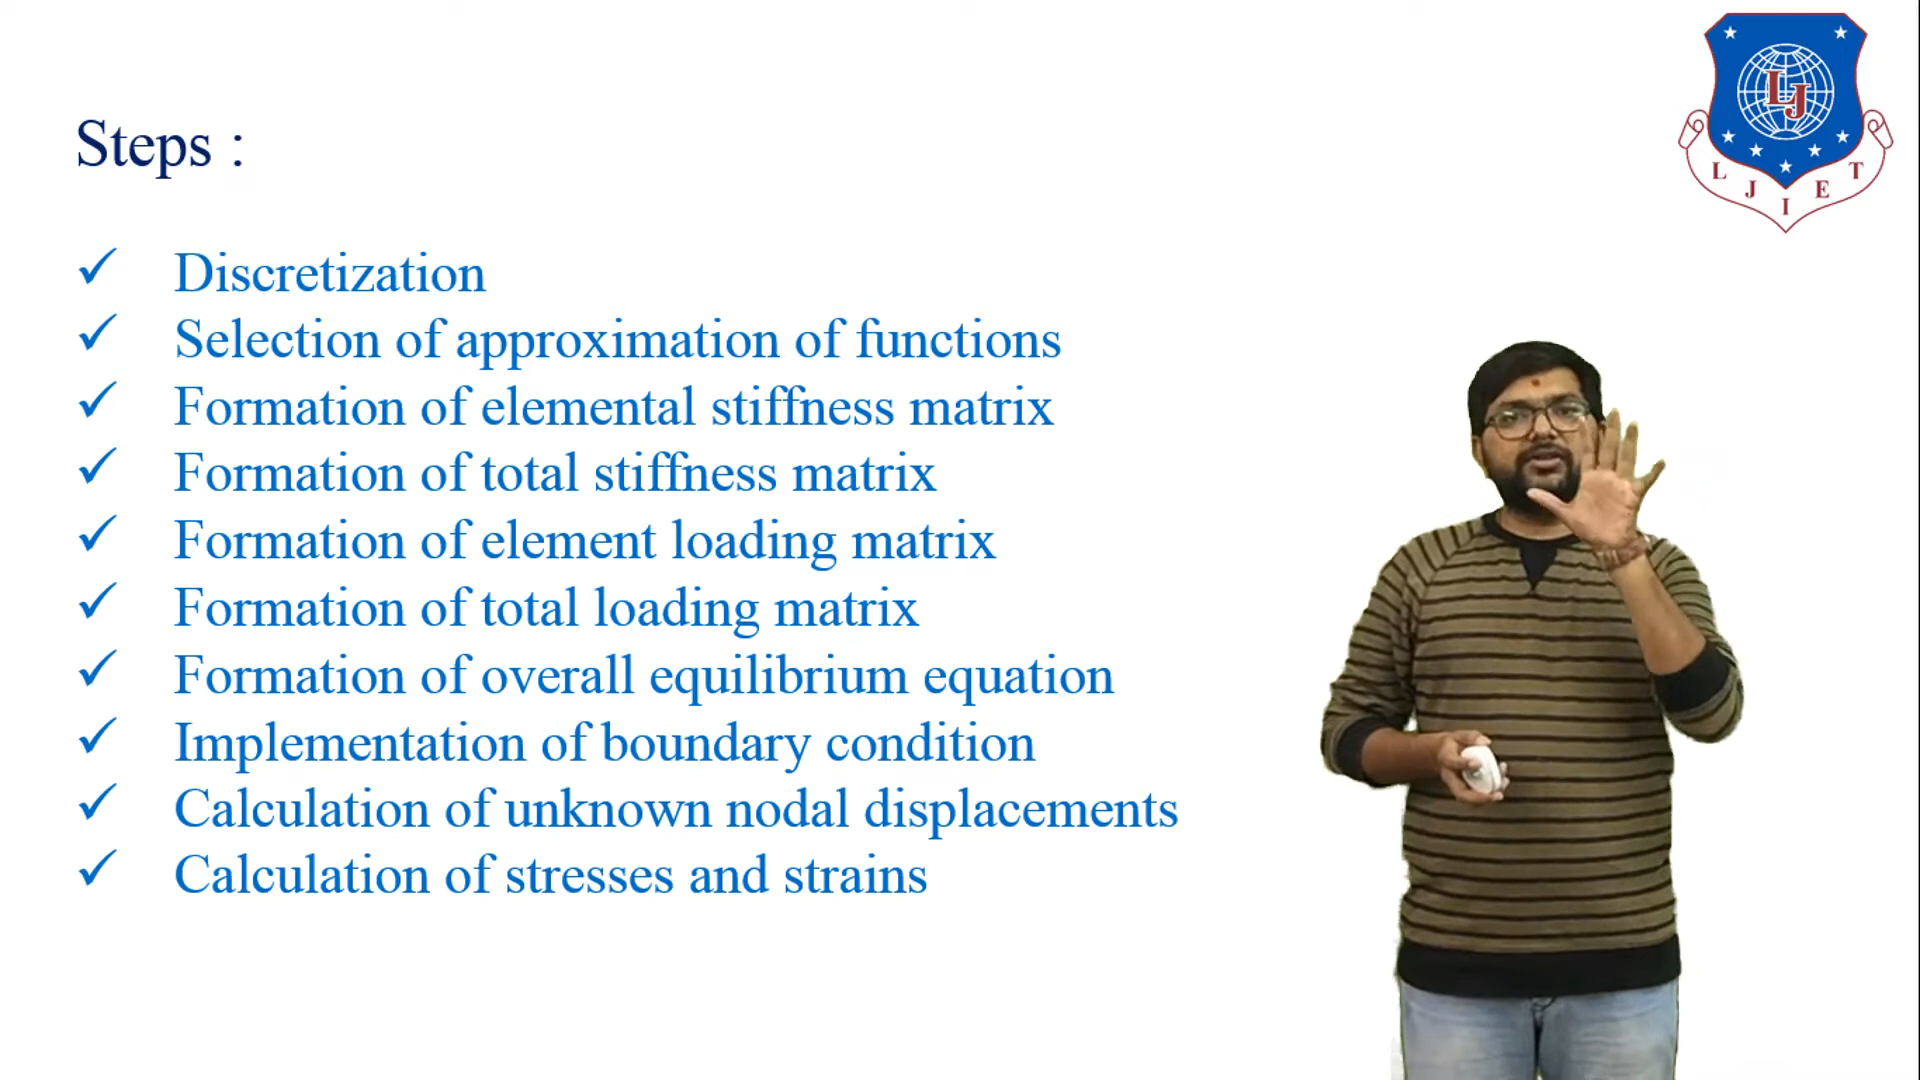 Steps :
✓ Discretization
✓ Selection of approximation of functions
✓ Formation of elemental stiffness matrix
✓ Formation of total stiffness matrix
✓ Formation of element loading matrix
✓ Formation of total loading matrix
✓ Formation of overall equilibrium equation
✓ Implementation of boundary condition
✓ Calculation of unknown nodal displacements
✓ Calculation of stresses and strains
LJ
L J I E T